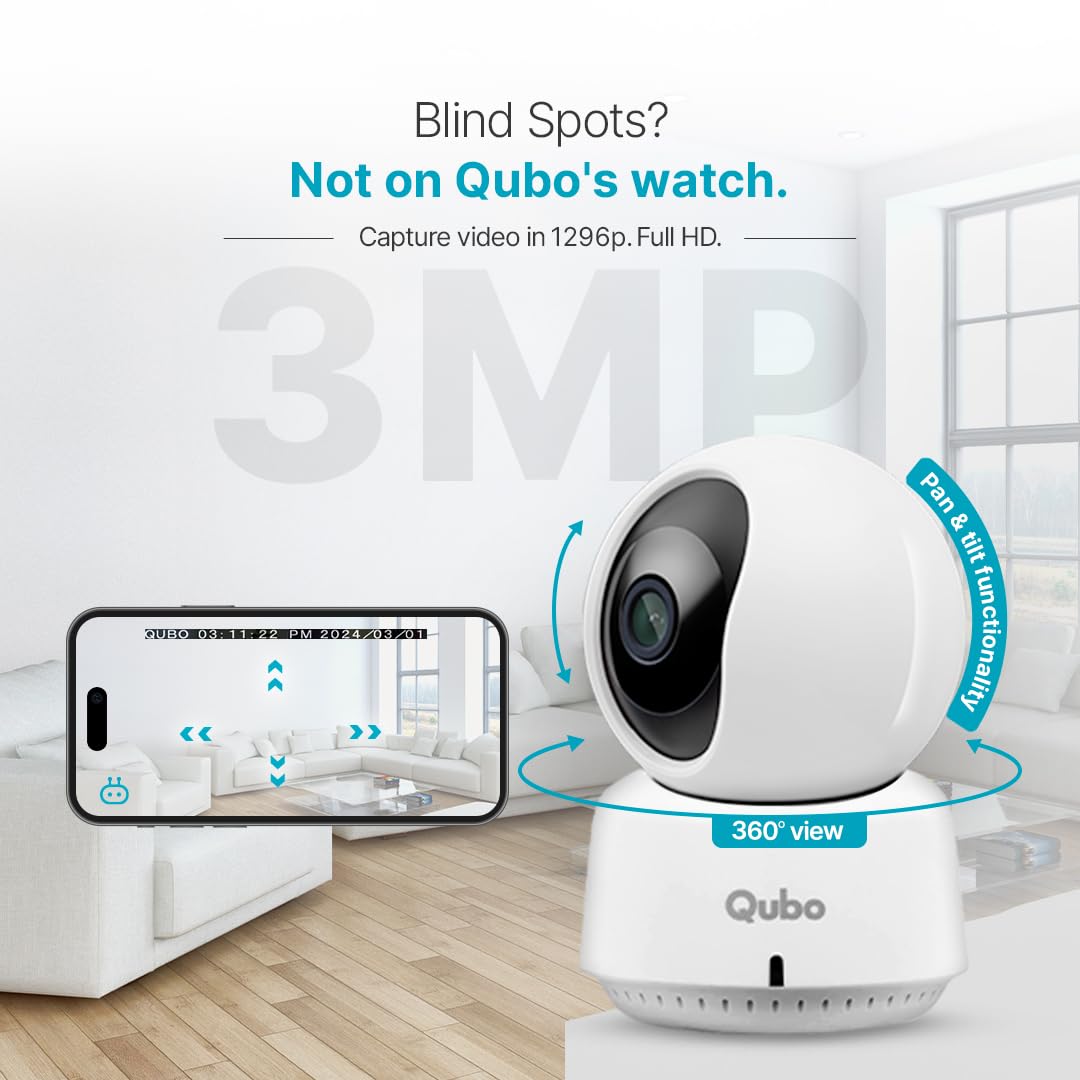 Blind Spots?
Not on Qubo's watch.
Capture video in 1296p. Full HD.
3MP
Pan & tilt functionality
QUBO 03:11:22 PM 2024/03/01
360° view
Qubo